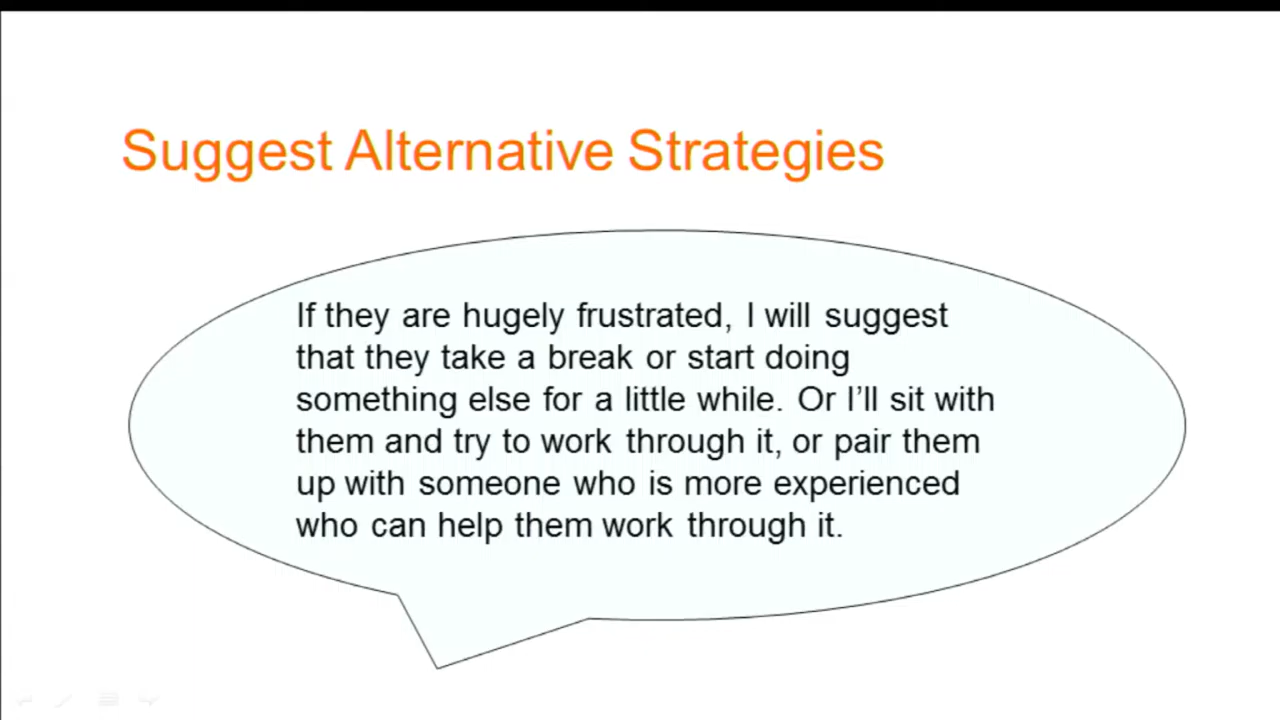 Suggest Alternative Strategies
If they are hugely frustrated, I will suggest
that they take a break or start doing
something else for a little while. Or I’ll sit with
them and try to work through it, or pair them
up with someone who is more experienced
who can help them work through it.